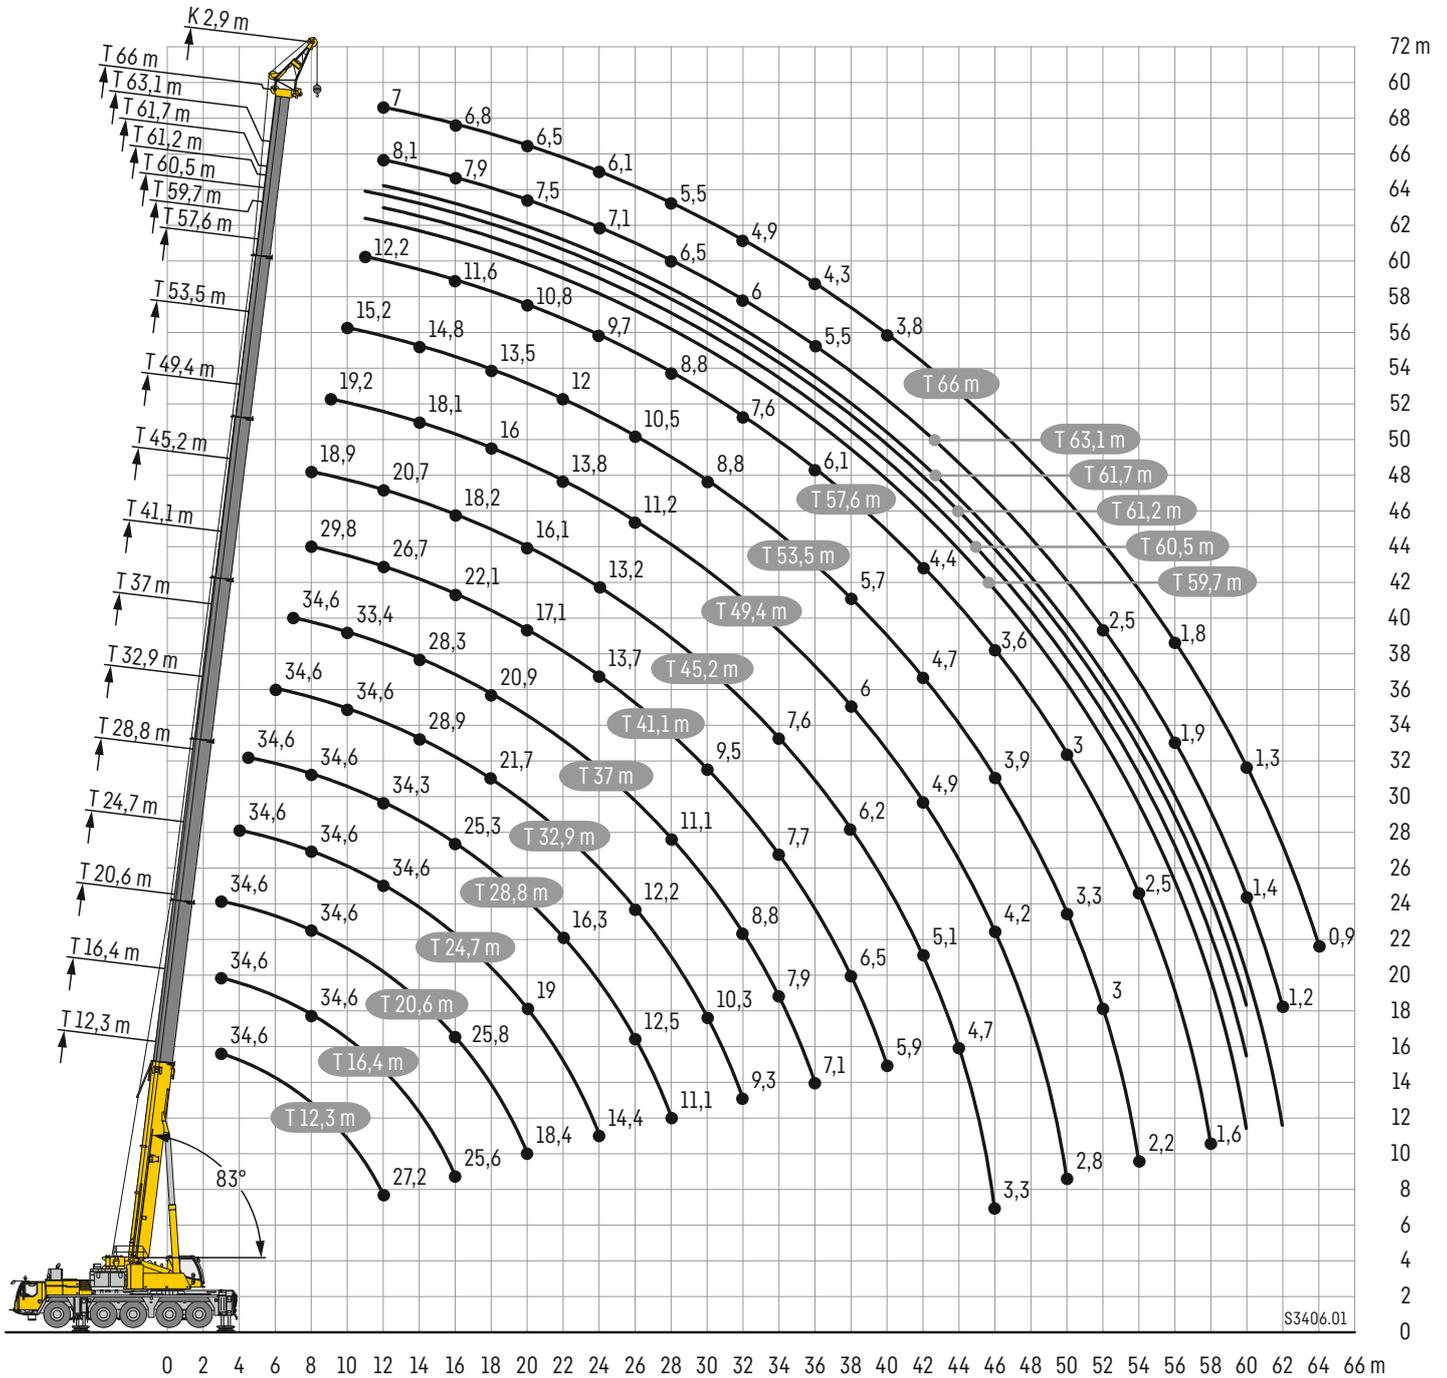 K 2,9 m
T 66 m
T 63,1 m
T 61,7 m
T 61,2 m
T 60,5 m
T 59,7 m
T 57,6 m
T 53,5 m
T 49,4 m
T 45,2 m
T 41,1 m
T 37 m
T 32,9 m
T 28,8 m
T 24,7 m
T 20,6 m
T 16,4 m
T 12,3 m
83°
7 6,8 6,5 6,1 5,5 4,9 4,3 3,8 T 66 m 1,8 1,3 0,9
8,1 7,9 7,5 7,1 6,5 6 5,5 T 63,1 m 2,5 1,9 1,4 1,2
T 61,7 m
T 61,2 m
T 60,5 m
T 59,7 m
12,2 11,6 10,8 9,7 8,8 7,6 6,1 T 57,6 m 4,4 3,6 3 2,5 1,6
15,2 14,8 13,5 12 10,5 8,8 T 53,5 m 5,7 4,7 3,9 3,3 3 2,2
19,2 18,1 16 13,8 11,2 T 49,4 m 6 4,9 4,2 2,8
18,9 20,7 18,2 16,1 13,2 T 45,2 m 7,6 6,2 5,1 4,7 3,3
29,8 26,7 22,1 17,1 13,7 T 41,1 m 9,5 7,7 6,5 5,9
34,6 33,4 28,3 20,9 T 37 m 11,1 8,8 7,9 7,1
34,6 34,6 28,9 21,7 T 32,9 m 12,2 10,3 9,3
34,6 34,6 34,3 25,3 T 28,8 m 16,3 12,5 11,1
34,6 34,6 34,6 T 24,7 m 19 14,4
34,6 34,6 T 20,6 m 25,8 18,4
34,6 34,6 T 16,4 m 25,6
34,6 T 12,3 m 27,2
72 m
60
68
66
64
62
60
58
56
54
52
50
48
46
44
42
40
38
36
34
32
30
28
26
24
22
20
18
16
14
12
10
8
6
4
2
0
S3406.01
0 2 4 6 8 10 12 14 16 18 20 22 24 26 28 30 32 34 36 38 40 42 44 46 48 50 52 54 56 58 60 62 64 66 m